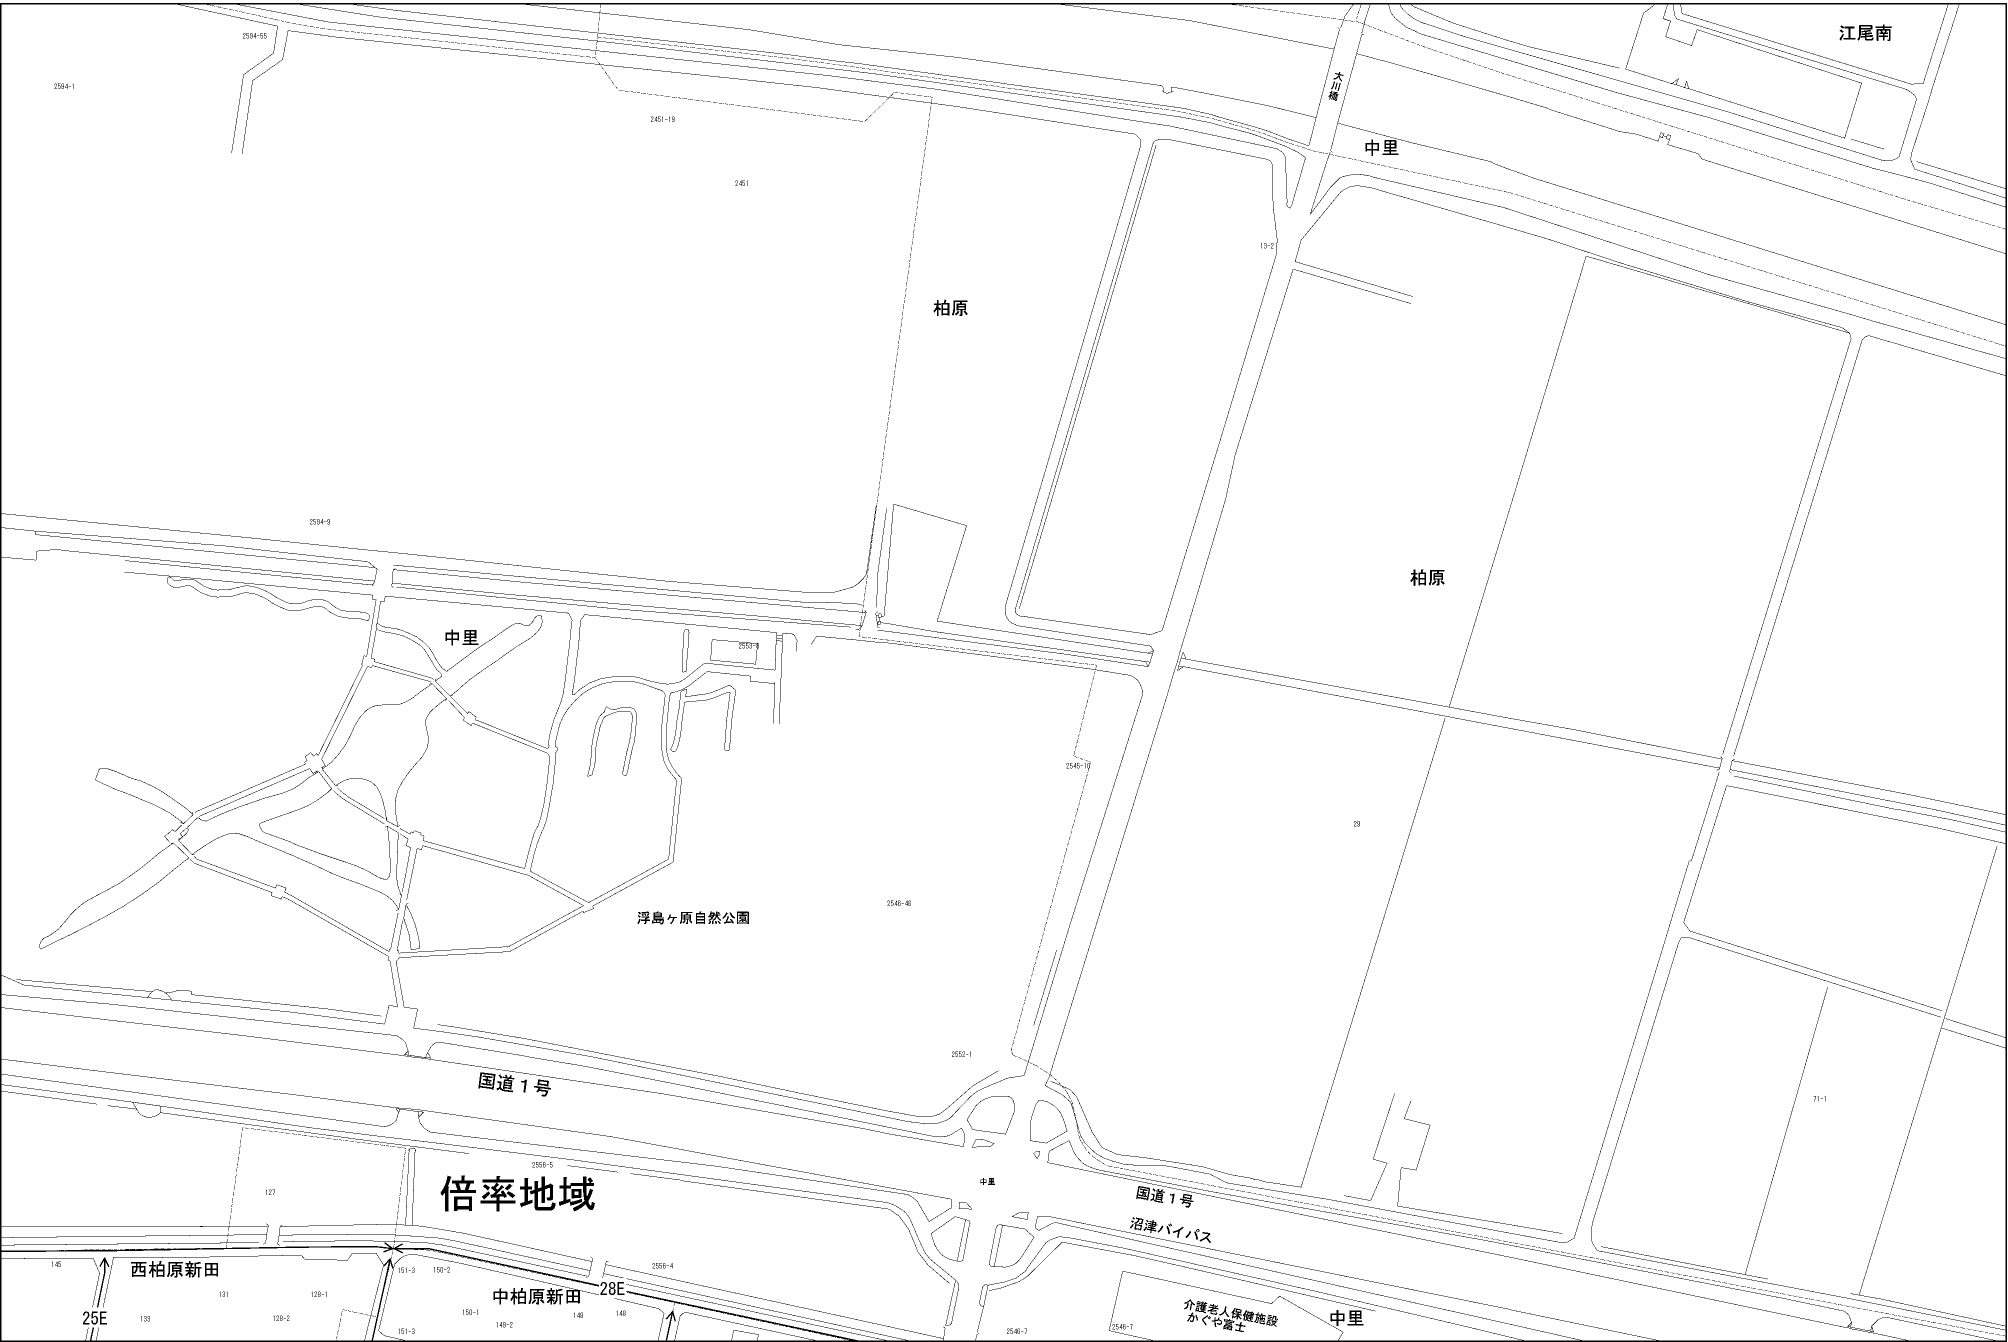 江尾南
2594-55
2594-1
大川橋
2451-19
中里
2451
13-2
柏原
2594-9
柏原
中里
2553-8
29
2546-46
浮島ヶ原自然公園
2552-1
国道1号
71-1
2556-5
中里
127
倍率地域
国道1号
沼津バイパス
145
西柏原新田
151-3
150-2
2556-4
28E
131
128-1
中柏原新田
25E
133
128-2
150-1
149-2
148
148
介護老人保健施設
かぐや富士
中里
151-3
2546-7
2546-7